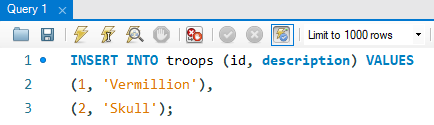 Query 1
Limit to 1000 rows
1 INSERT INTO troops (id, description) VALUES
2 (1, 'Vermillion'),
3 (2, 'Skull');